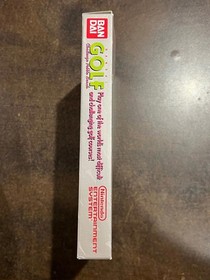 BAN
DAI
GOLF
Play one of the world's most difficult
and challenging golf courses!
Nintendo
ENTERTAINMENT
SYSTEM